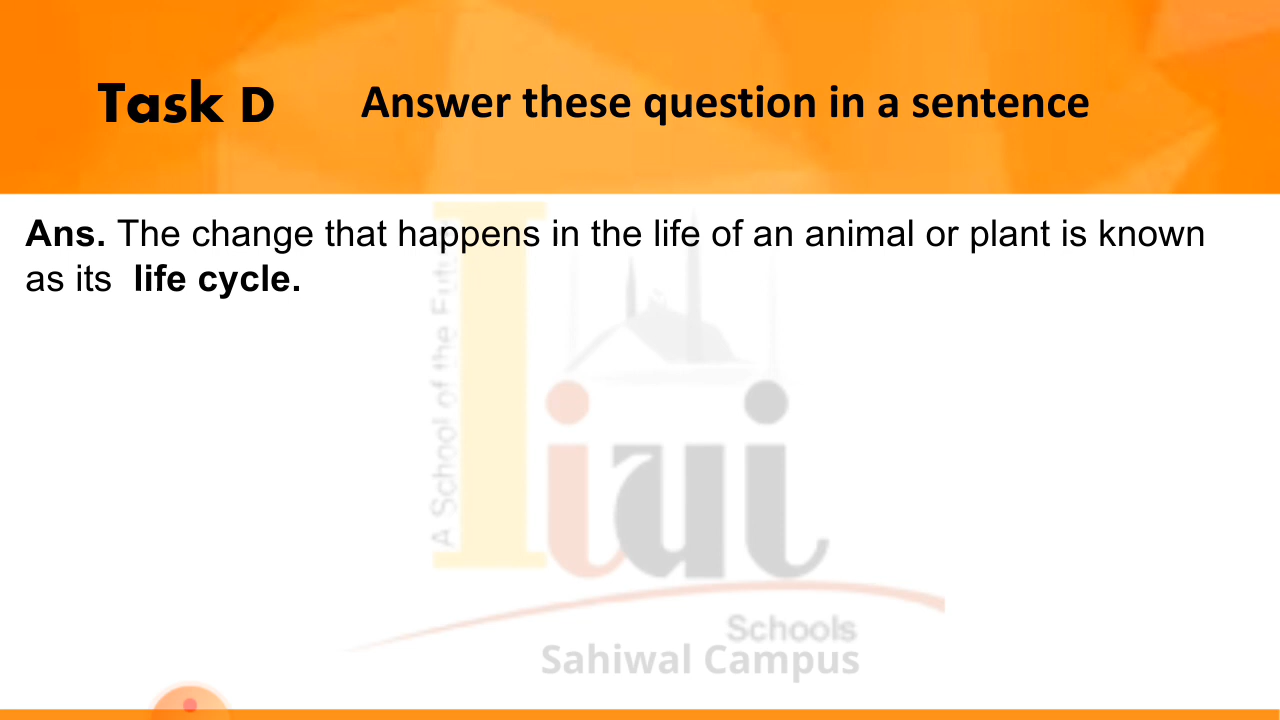 Task D
Answer these question in a sentence
Ans. The change that happens in the life of an animal or plant is known
as its life cycle.
A School of the Future
Iiui
Schools
Sahiwal Campus